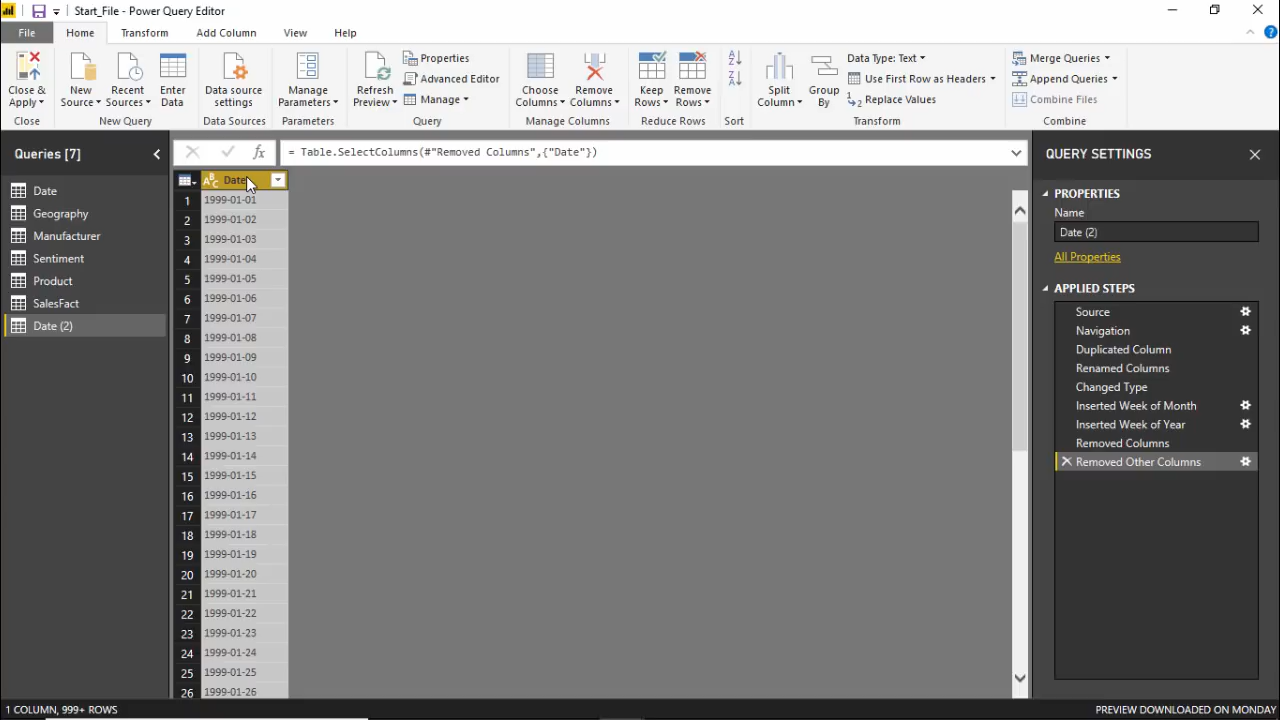 Start_File - Power Query Editor
File Home Transform Add Column View Help
Close & Apply
Close
New Source
Recent Sources
Enter Data
New Query
Data source settings
Data Sources
Manage Parameters
Parameters
Refresh Preview
Properties
Advanced Editor
Manage
Query
Choose Columns
Remove Columns
Manage Columns
Keep Rows
Remove Rows
Reduce Rows
Sort
Split Column
Group By
Data Type: Text
Use First Row as Headers
Replace Values
Transform
Merge Queries
Append Queries
Combine Files
Combine
Queries [7]
Date
Geography
Manufacturer
Sentiment
Product
SalesFact
Date (2)
fx = Table.SelectColumns(#"Removed Columns",{"Date"})
ABC Date
1 1999-01-01
2 1999-01-02
3 1999-01-03
4 1999-01-04
5 1999-01-05
6 1999-01-06
7 1999-01-07
8 1999-01-08
9 1999-01-09
10 1999-01-10
11 1999-01-11
12 1999-01-12
13 1999-01-13
14 1999-01-14
15 1999-01-15
16 1999-01-16
17 1999-01-17
18 1999-01-18
19 1999-01-19
20 1999-01-20
21 1999-01-21
22 1999-01-22
23 1999-01-23
24 1999-01-24
25 1999-01-25
26 1999-01-26
QUERY SETTINGS
PROPERTIES
Name
Date (2)
All Properties
APPLIED STEPS
Source
Navigation
Duplicated Column
Renamed Columns
Changed Type
Inserted Week of Month
Inserted Week of Year
Removed Columns
Removed Other Columns
1 COLUMN, 999+ ROWS
PREVIEW DOWNLOADED ON MONDAY